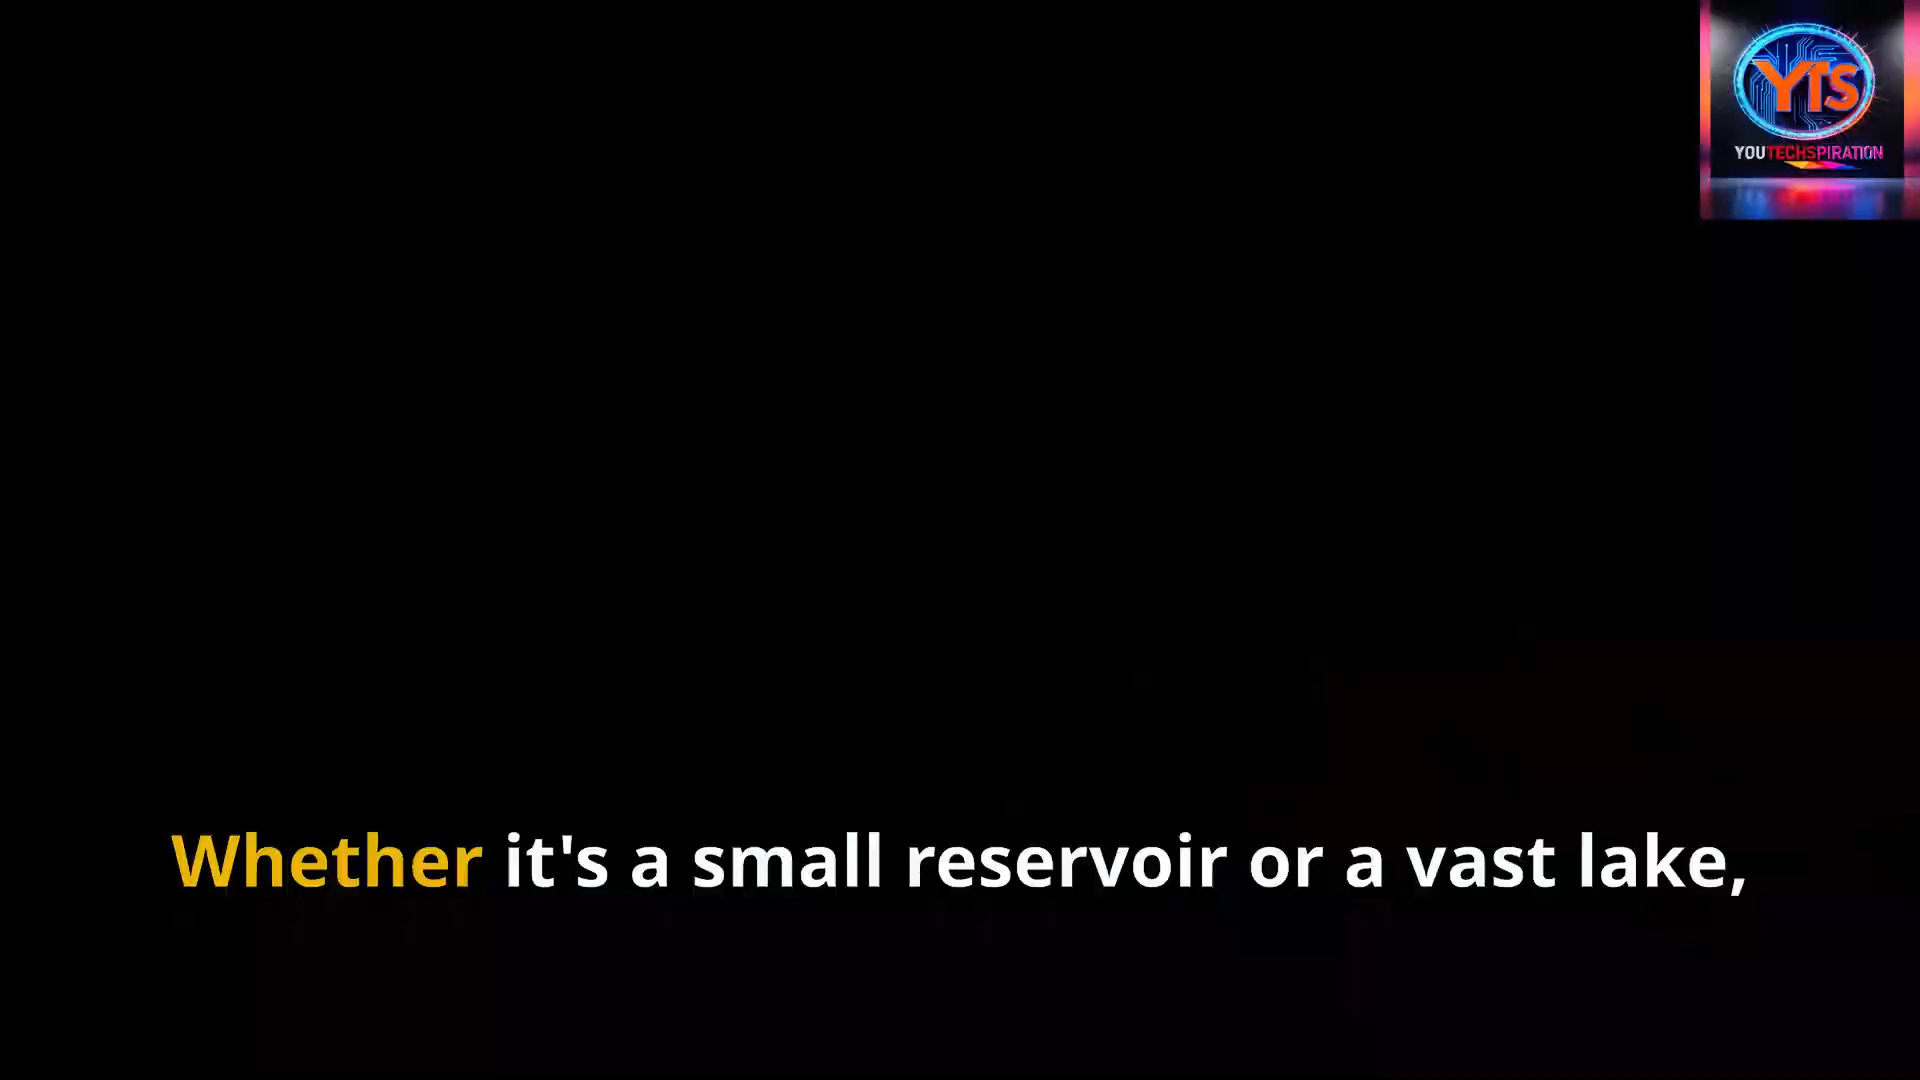 YTS
YOUTECHSPIRATION
Whether it's a small reservoir or a vast lake,